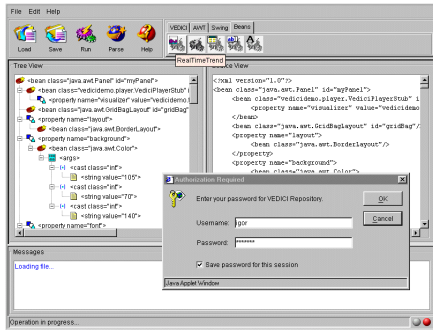 File Edit Help
VEDICI AWT Swing Beans
Load Save Run Parse Help
RealTimeTrend
Tree View
<bean class="java.awt.Panel" id="myPanel">
<bean class="vedicidemo.player.VediciPlayerStub" i
<property name="visualizer" value="vedicidemo.t
<bean class="java.awt.GridBagLayout" id="gridBag"
<property name="layout">
<bean class="java.awt.BorderLayout">
<property name="background">
<bean class="java.awt.Color">
<args>
<cast class="int">
<string value="105">
<cast class="int">
<string value="70">
<cast class="int">
<string value="140">
<property name="font">
Source View
<?xml version="1.0"?>
<bean class="java.awt.Panel" id="myPanel">
<bean class="vedicidemo.player.VediciPlayerStub" i
<property name="visualizer" value="vedicidemo
</bean>
<bean class="java.awt.GridBagLayout" id="gridBag"/
<property name="layout">
<bean class="java.awt.BorderLayout"/>
</property>
<property name="background">
<bean class="java.awt.Color">
Authorization Required
Enter your password for VEDICI Repository.
OK
Cancel
Username: igor
Password: *******
Save password for this session
Java Applet Window
Messages
Loading file...
Operation in progress...